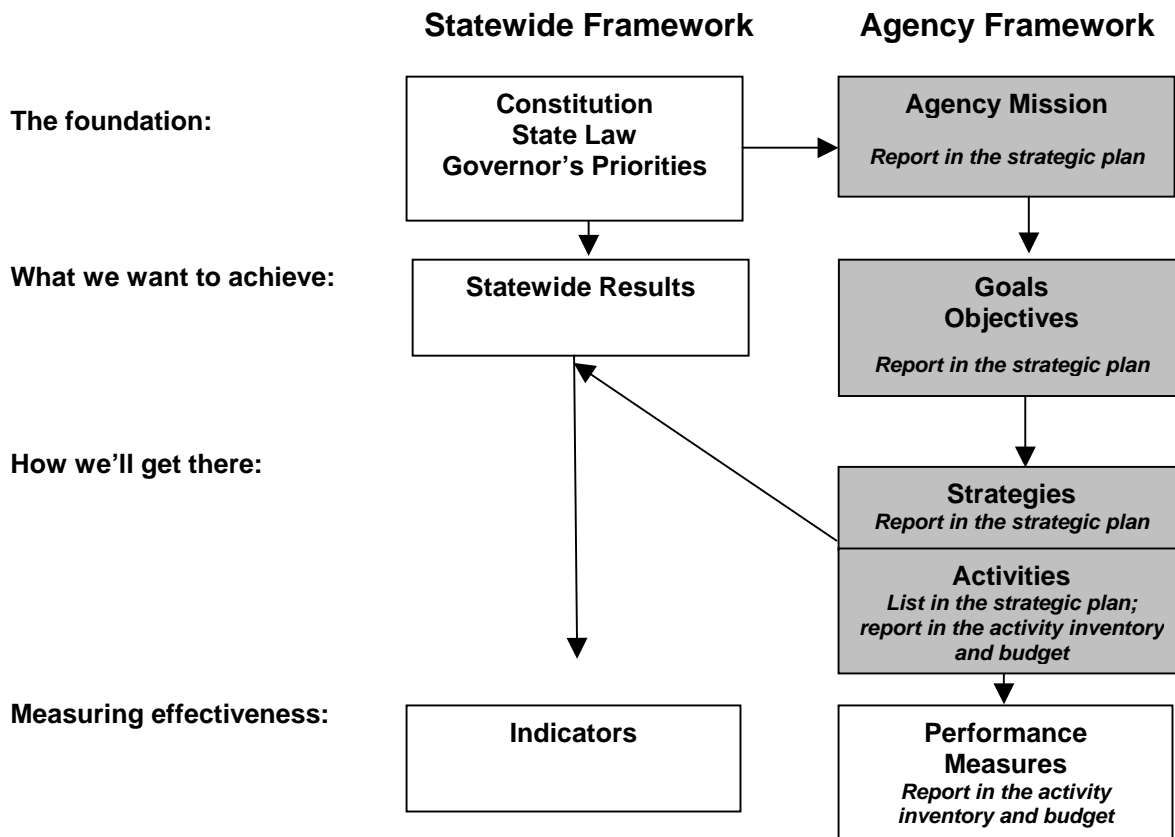 Statewide Framework
Agency Framework
The foundation:
Constitution
State Law
Governor’s Priorities
Agency Mission
Report in the strategic plan
What we want to achieve:
Statewide Results
Goals
Objectives
Report in the strategic plan
How we’ll get there:
Strategies
Report in the strategic plan
Activities
List in the strategic plan;
report in the activity inventory
and budget
Measuring effectiveness:
Indicators
Performance
Measures
Report in the activity
inventory and budget